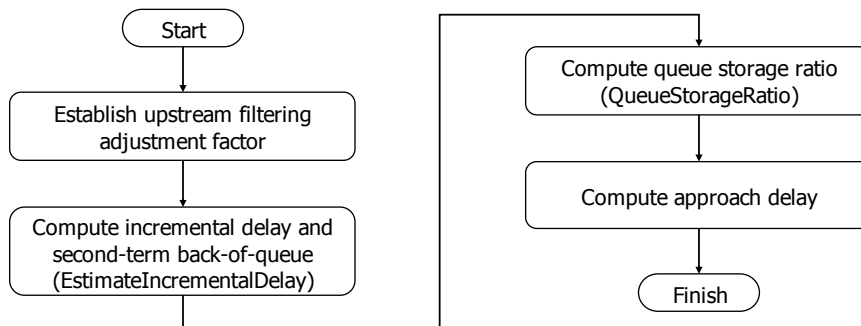 Start
Establish upstream filtering
adjustment factor
Compute incremental delay and
second-term back-of-queue
(EstimateIncrementalDelay)
Compute queue storage ratio
(QueueStorageRatio)
Compute approach delay
Finish